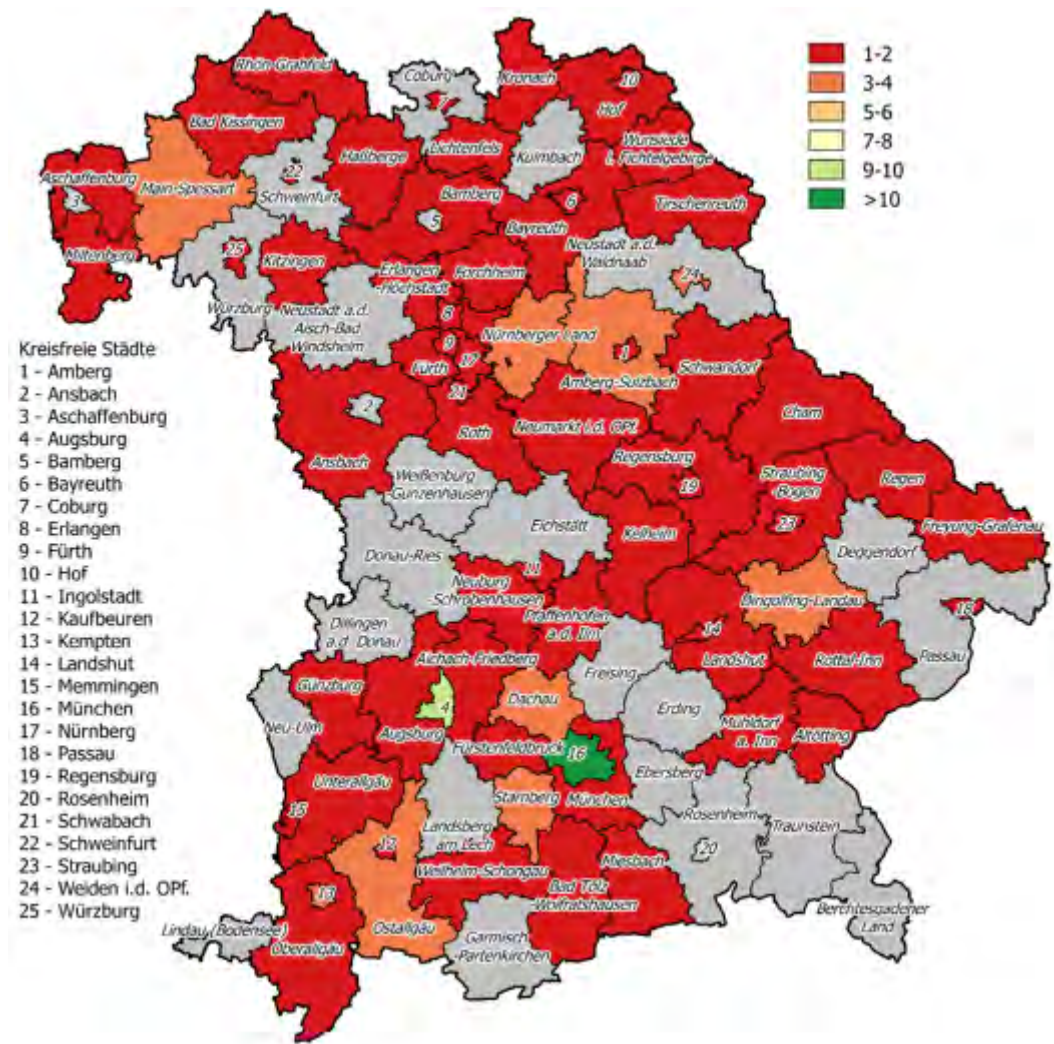 Rhön-Grabfeld
Coburg
Kronach
10
Hof
7
Bad Kissingen
Lichtenfels
Kulmbach
Wunsiedel
i. Fichtelgebirge
Haßberge
Aschaffenburg
3
Main-Spessart
22
Schweinfurt
Bamberg
5
Bayreuth
6
Tirschenreuth
Miltenberg
25
Kitzingen
Neustadt a.d.
Waldnaab
24
Würzburg
Neustadt a.d.
Aisch-Bad
Windsheim
Erlangen
-Höchstadt
Forchheim
8
9
17
Fürth
21
Nürnberger Land
1
Amberg-Sulzbach
Schwandorf
2
Ansbach
Roth
Neumarkt i.d. OPf.
Cham
Weißenburg
-Gunzenhausen
Regensburg
19
Straubing
Bogen
23
Regen
Freyung-Grafenau
Eichstätt
Kelheim
Deggendorf
Donau-Ries
11
Neuburg
-Schrobenhausen
Pfaffenhofen
a.d. Ilm
Dingolfing-Landau
18
Passau
Dillingen
a.d. Donau
14
Landshut
Rottal-Inn
Aichach-Friedberg
Freising
Günzburg
Dachau
Erding
Neu-Ulm
4
Augsburg
Mühldorf
a. Inn
Altötting
Fürstenfeldbruck
16
Ebersberg
Unterallgäu
15
Starnberg
München
Landsberg
am Lech
Rosenheim
20
Traunstein
12
Weilheim-Schongau
Miesbach
13
Bad Tölz
-Wolfratshausen
Berchtesgadener
Land
Lindau (Bodensee)
Oberallgäu
Ostallgäu
Garmisch
-Partenkirchen
1-2
3-4
5-6
7-8
9-10
>10
Kreisfreie Städte
1 - Amberg
2 - Ansbach
3 - Aschaffenburg
4 - Augsburg
5 - Bamberg
6 - Bayreuth
7 - Coburg
8 - Erlangen
9 - Fürth
10 - Hof
11 - Ingolstadt
12 - Kaufbeuren
13 - Kempten
14 - Landshut
15 - Memmingen
16 - München
17 - Nürnberg
18 - Passau
19 - Regensburg
20 - Rosenheim
21 - Schwabach
22 - Schweinfurt
23 - Straubing
24 - Weiden i.d. OPf.
25 - Würzburg